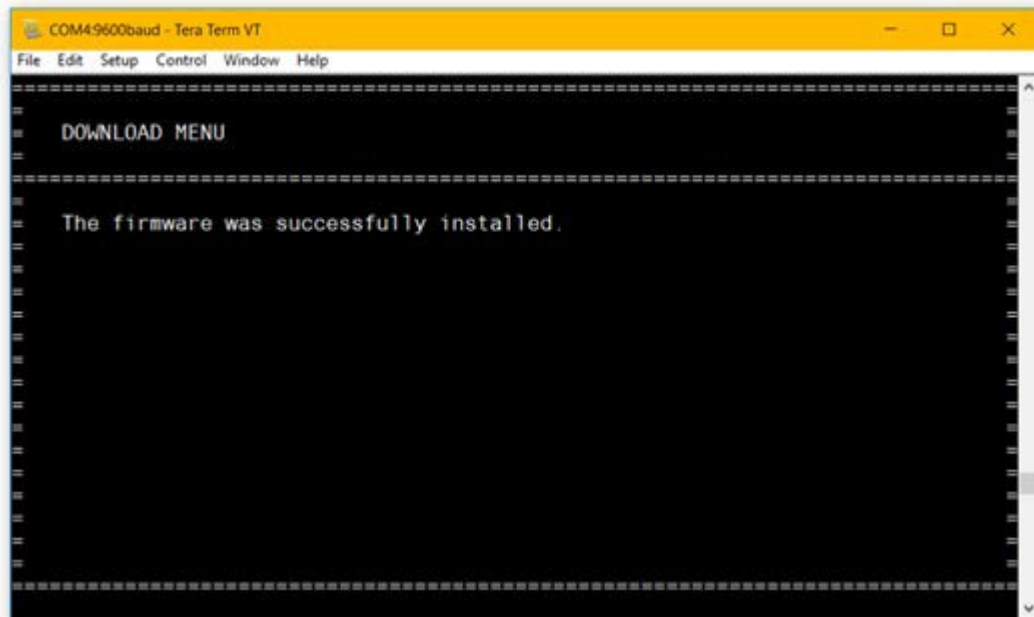 COM4:9600baud - Tera Term VT
File Edit Setup Control Window Help
DOWNLOAD MENU
The firmware was successfully installed.